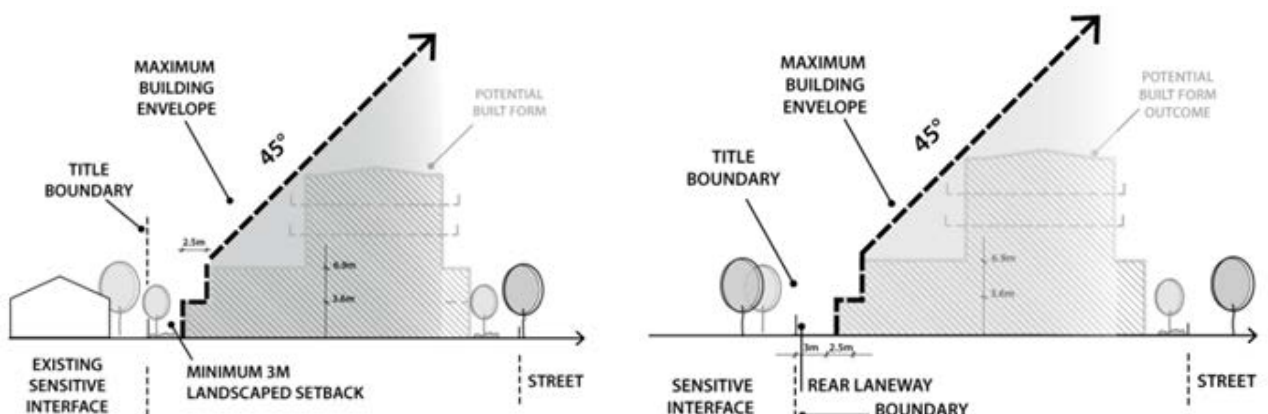 MAXIMUM
BUILDING
ENVELOPE
45°
POTENTIAL
BUILT FORM
TITLE
BOUNDARY
2.5m
6.9m
3.6m
EXISTING
SENSITIVE
INTERFACE
MINIMUM 3M
LANDSCAPED SETBACK
STREET
MAXIMUM
BUILDING
ENVELOPE
45°
POTENTIAL
BUILT FORM
OUTCOME
TITLE
BOUNDARY
6.9m
3.6m
3m
2.5m
SENSITIVE
INTERFACE
REAR LANEWAY
BOUNDARY
STREET